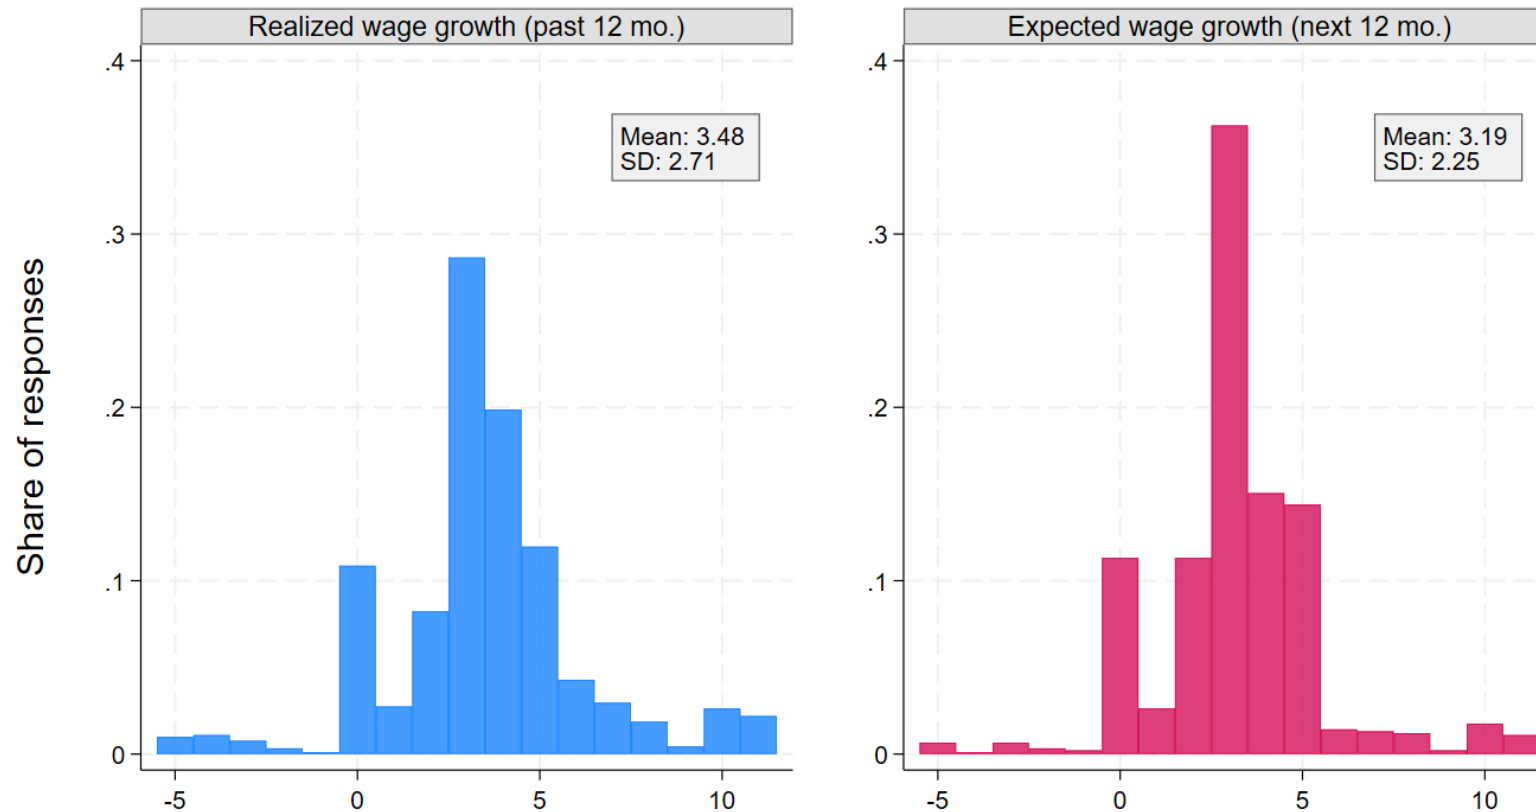 Realized wage growth (past 12 mo.)
Expected wage growth (next 12 mo.)
Share of responses
.4
.3
.2
.1
0
Mean: 3.48
SD: 2.71
-5 0 5 10
.4
.3
.2
.1
0
Mean: 3.19
SD: 2.25
-5 0 5 10